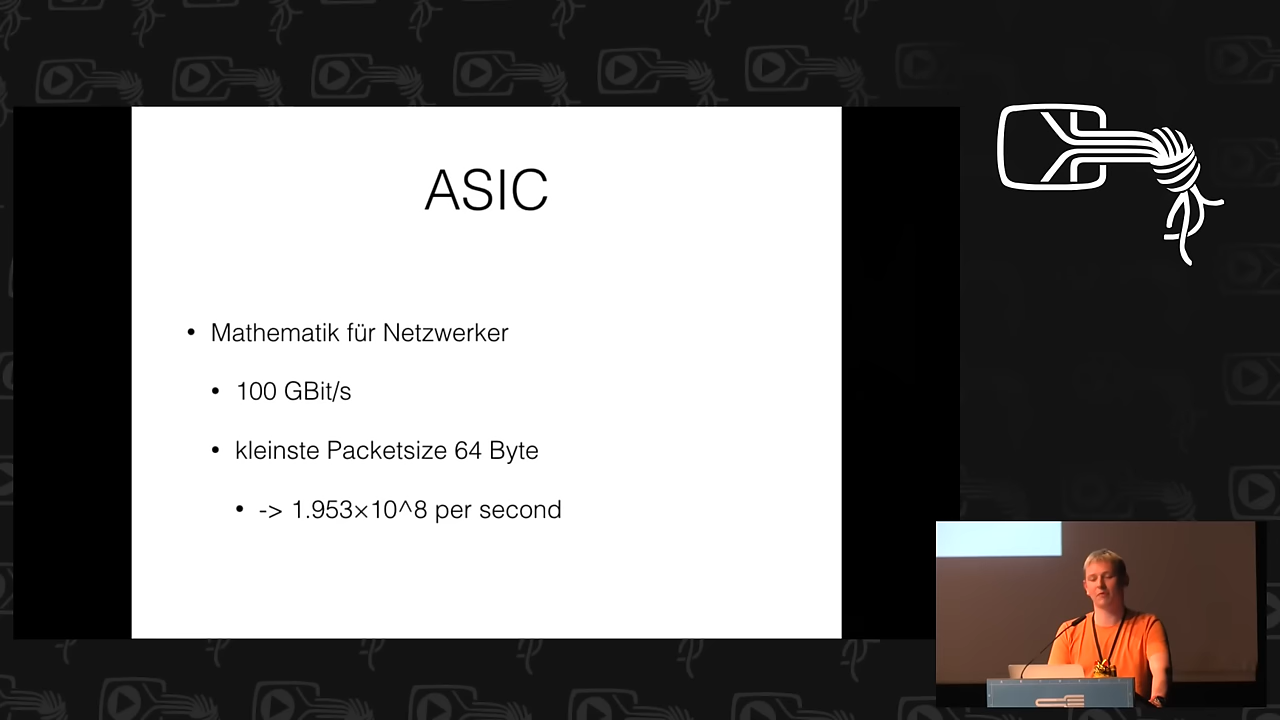 ASIC
• Mathematik für Netzwerker
• 100 GBit/s
• kleinste Packetsize 64 Byte
• -> 1.953×10^8 per second